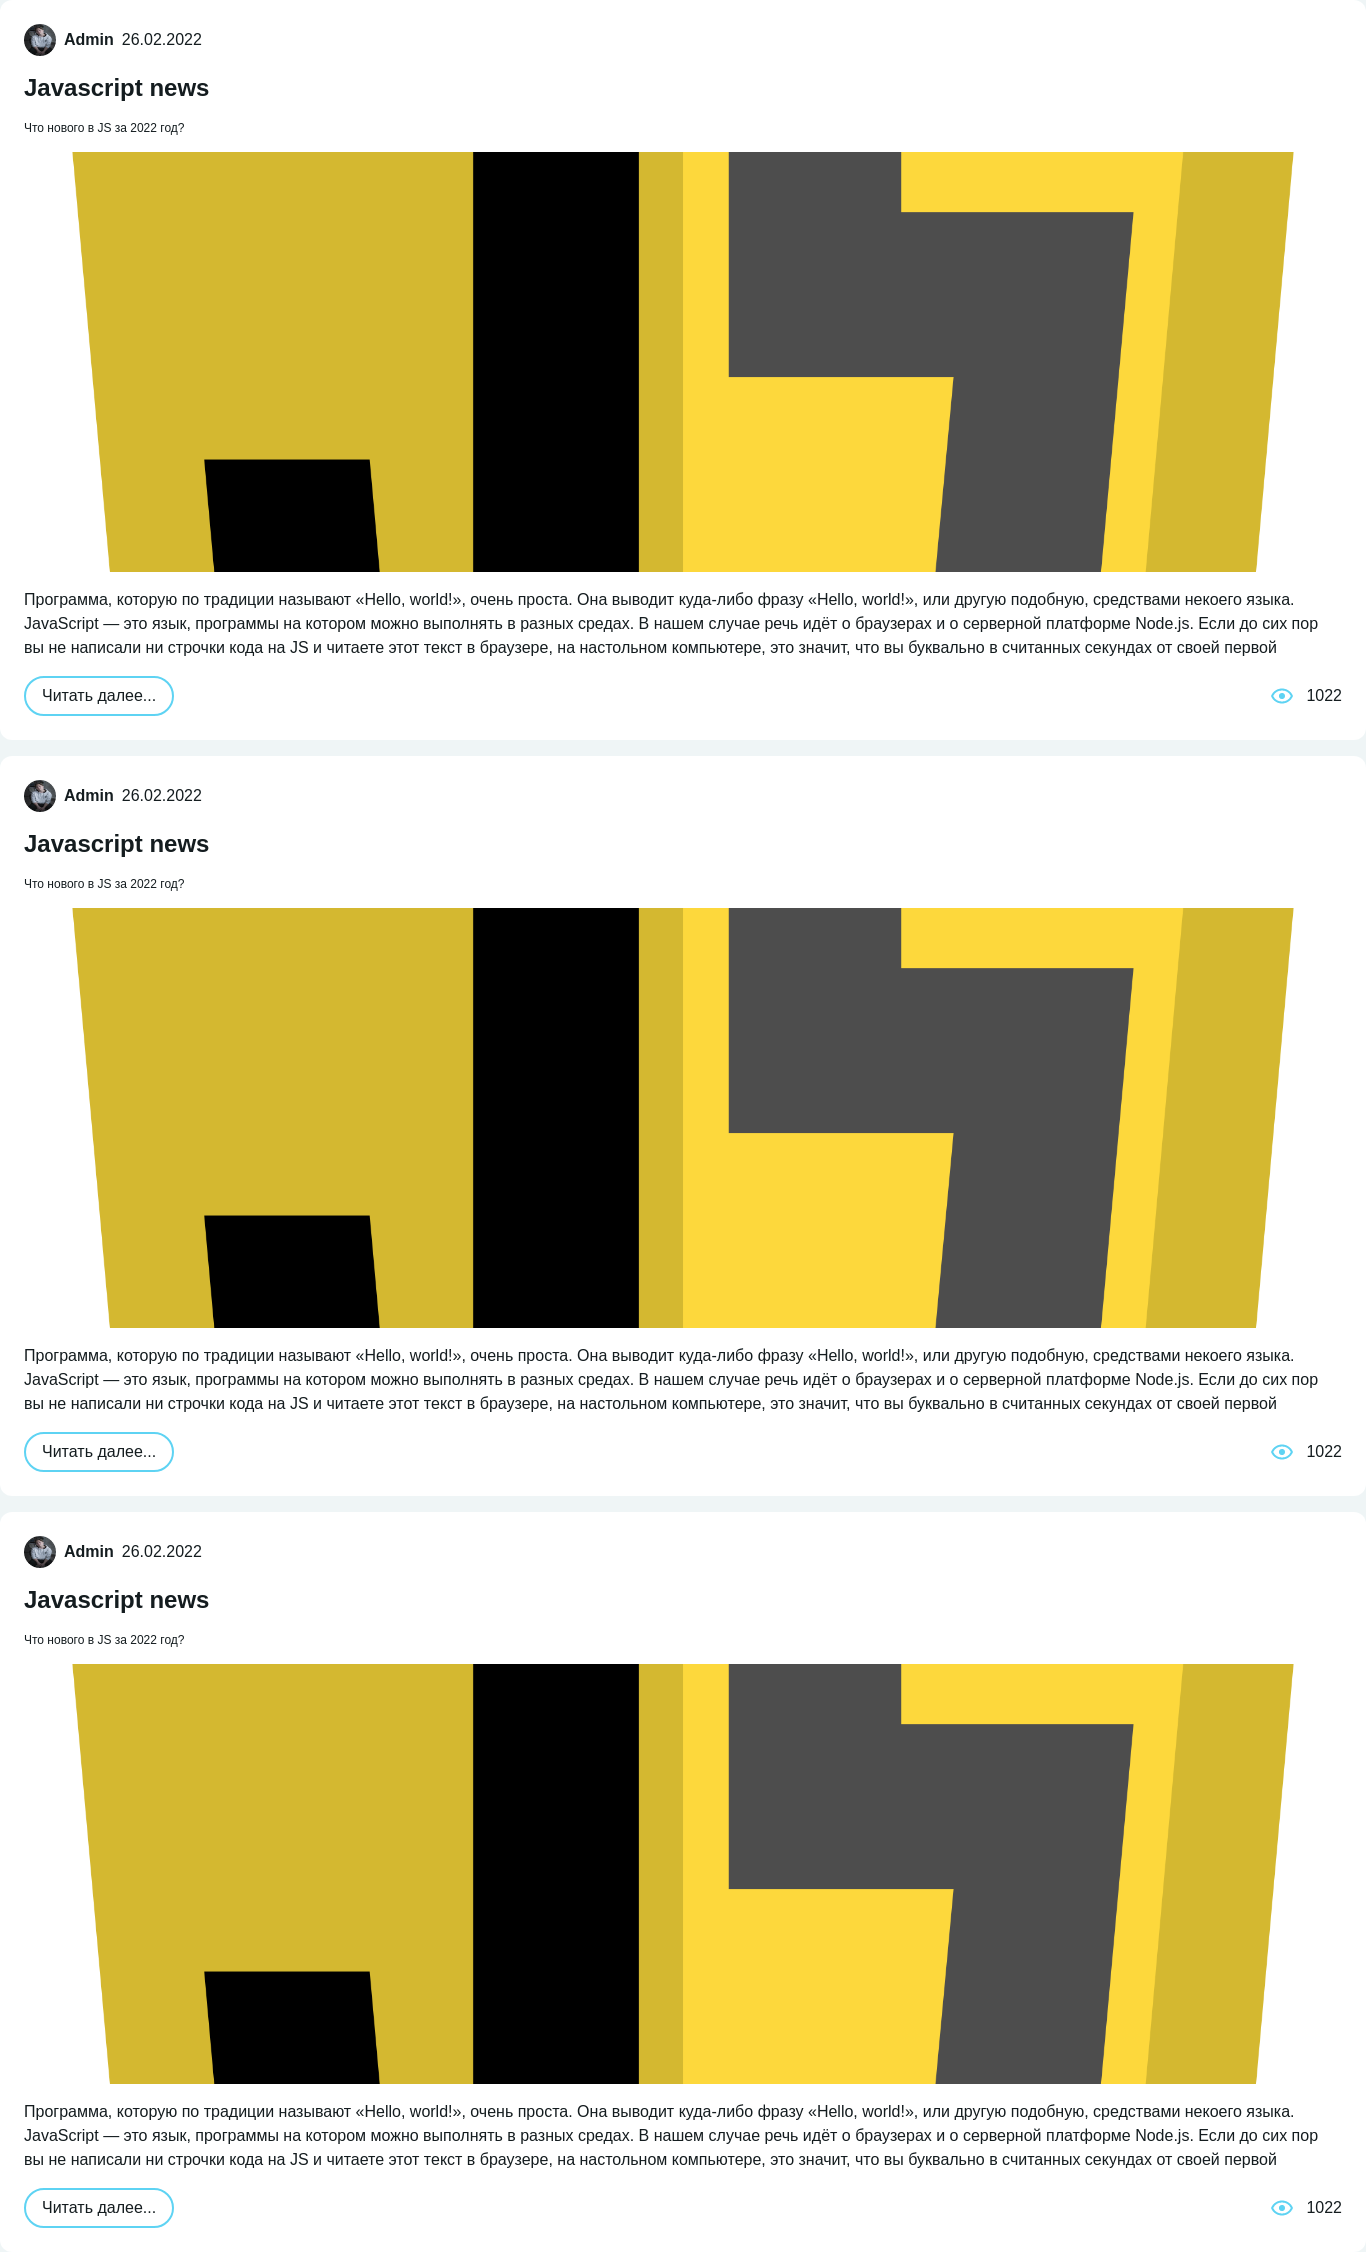 Admin 26.02.2022
Javascript news
Что нового в JS за 2022 год?
Программа, которую по традиции называют «Hello, world!», очень проста. Она выводит куда-либо фразу «Hello, world!», или другую подобную, средствами некоего языка.
JavaScript — это язык, программы на котором можно выполнять в разных средах. В нашем случае речь идёт о браузерах и о серверной платформе Node.js. Если до сих пор
вы не написали ни строчки кода на JS и читаете этот текст в браузере, на настольном компьютере, это значит, что вы буквально в считанных секундах от своей первой
Читать далее... 1022
Admin 26.02.2022
Javascript news
Что нового в JS за 2022 год?
Программа, которую по традиции называют «Hello, world!», очень проста. Она выводит куда-либо фразу «Hello, world!», или другую подобную, средствами некоего языка.
JavaScript — это язык, программы на котором можно выполнять в разных средах. В нашем случае речь идёт о браузерах и о серверной платформе Node.js. Если до сих пор
вы не написали ни строчки кода на JS и читаете этот текст в браузере, на настольном компьютере, это значит, что вы буквально в считанных секундах от своей первой
Читать далее... 1022
Admin 26.02.2022
Javascript news
Что нового в JS за 2022 год?
Программа, которую по традиции называют «Hello, world!», очень проста. Она выводит куда-либо фразу «Hello, world!», или другую подобную, средствами некоего языка.
JavaScript — это язык, программы на котором можно выполнять в разных средах. В нашем случае речь идёт о браузерах и о серверной платформе Node.js. Если до сих пор
вы не написали ни строчки кода на JS и читаете этот текст в браузере, на настольном компьютере, это значит, что вы буквально в считанных секундах от своей первой
Читать далее... 1022